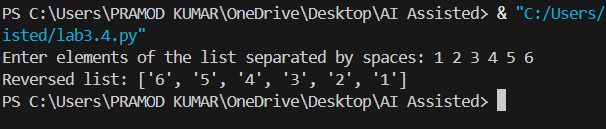 PS C:\Users\PRAMOD KUMAR\OneDrive\Desktop\AI Assisted> & "C:/Users/
isted/lab3.4.py"
Enter elements of the list separated by spaces: 1 2 3 4 5 6
Reversed list: ['6', '5', '4', '3', '2', '1']
PS C:\Users\PRAMOD KUMAR\OneDrive\Desktop\AI Assisted>